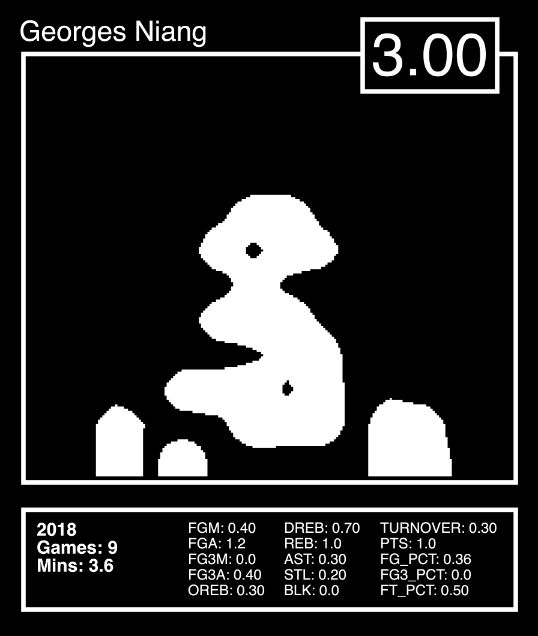 Georges Niang
3.00
2018
Games: 9
Mins: 3.6
FGM: 0.40
FGA: 1.2
FG3M: 0.0
FG3A: 0.40
OREB: 0.30
DREB: 0.70
REB: 1.0
AST: 0.30
STL: 0.20
BLK: 0.0
TURNOVER: 0.30
PTS: 1.0
FG_PCT: 0.36
FG3_PCT: 0.0
FT_PCT: 0.50